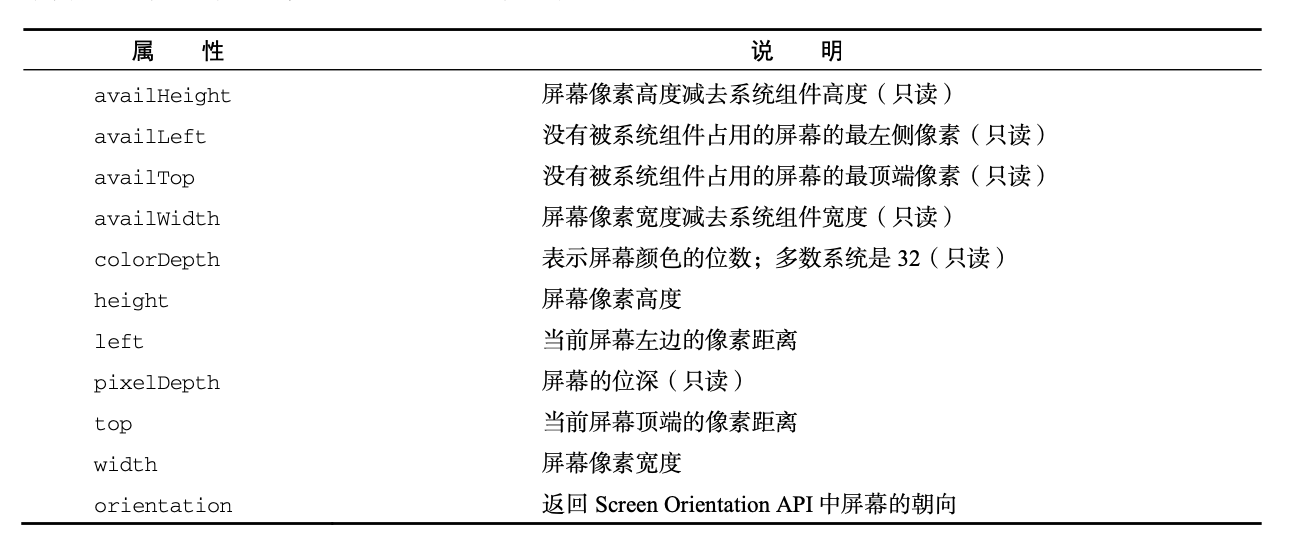 属 性 说 明
availHeight 屏幕像素高度减去系统组件高度（只读）
availLeft 没有被系统组件占用的屏幕的最左侧像素（只读）
availTop 没有被系统组件占用的屏幕的最顶端像素（只读）
availWidth 屏幕像素宽度减去系统组件宽度（只读）
colorDepth 表示屏幕颜色的位数；多数系统是 32（只读）
height 屏幕像素高度
left 当前屏幕左边的像素距离
pixelDepth 屏幕的位深（只读）
top 当前屏幕顶端的像素距离
width 屏幕像素宽度
orientation 返回 Screen Orientation API 中屏幕的朝向